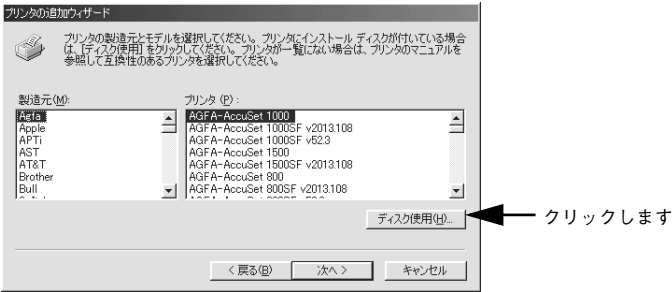 プリンタの追加ウィザード
プリンタの製造元とモデルを選択してください。プリンタにインストール ディスクが付いている場合
は、[ディスク使用] をクリックしてください。プリンタが一覧にない場合は、プリンタのマニュアルを
参照して互換性のあるプリンタを選択してください。
製造元(M):
プリンタ (P) :
Agfa
Apple
APTi
AST
AT&T
Brother
Bull
AGFA-AccuSet 1000
AGFA-AccuSet 1000SF v2013.108
AGFA-AccuSet 1000SF v52.3
AGFA-AccuSet 1500
AGFA-AccuSet 1500SF v2013.108
AGFA-AccuSet 800
AGFA-AccuSet 800SF v2013.108
ディスク使用(H)...
クリックします
< 戻る(B)
次へ >
キャンセル